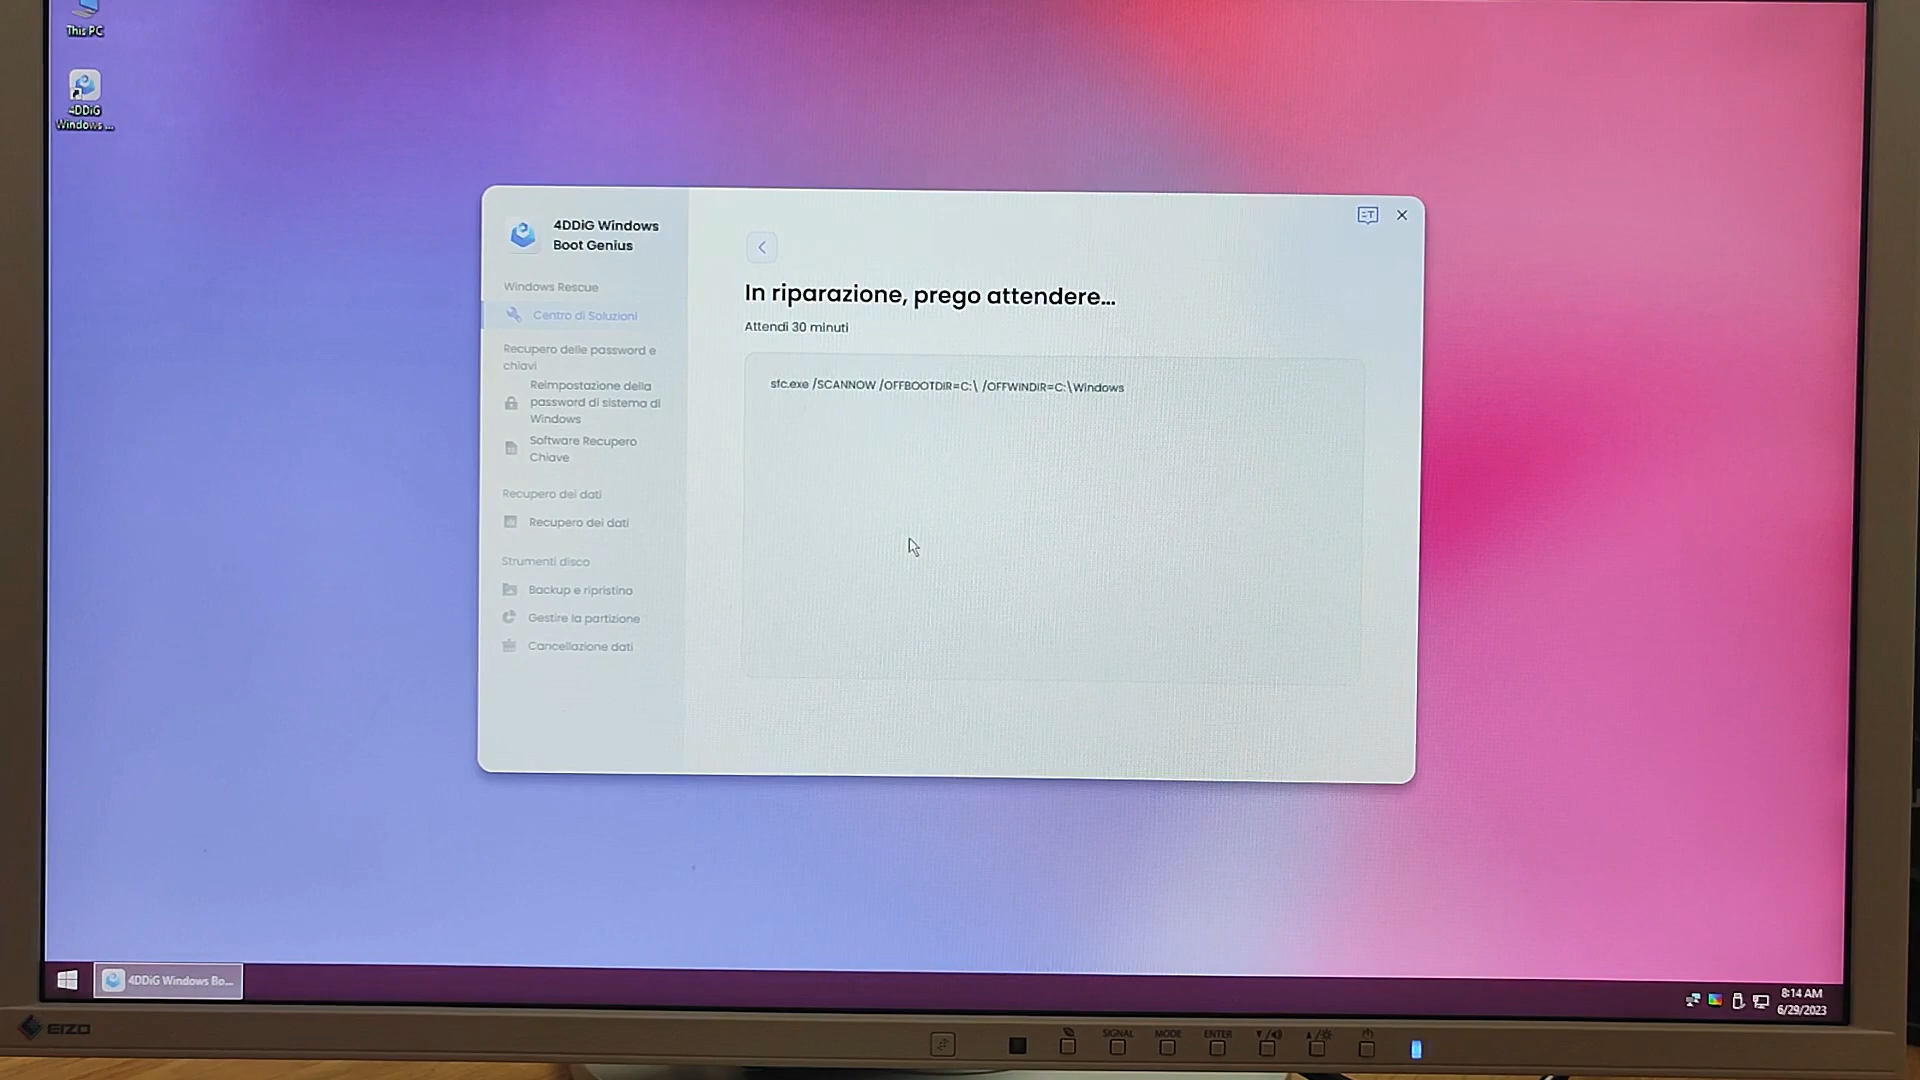 This PC
4DDiG
Windows ...
4DDiG Windows
Boot Genius
Windows Rescue
Centro di Soluzioni
Recupero delle password e
chiavi
Reimpostazione della
password di sistema di
Windows
Software Recupero
Chiave
Recupero dei dati
Recupero dei dati
Strumenti disco
Backup e ripristino
Gestire la partizione
Cancellazione dati
In riparazione, prego attendere...
Attendi 30 minuti
sfc.exe /SCANNOW /OFFBOOTDIR=C:\ /OFFWINDIR=C:\Windows
4DDiG Windows Bo...
8:14 AM
6/29/2023
EIZO
SIGNAL
MODE
ENTER